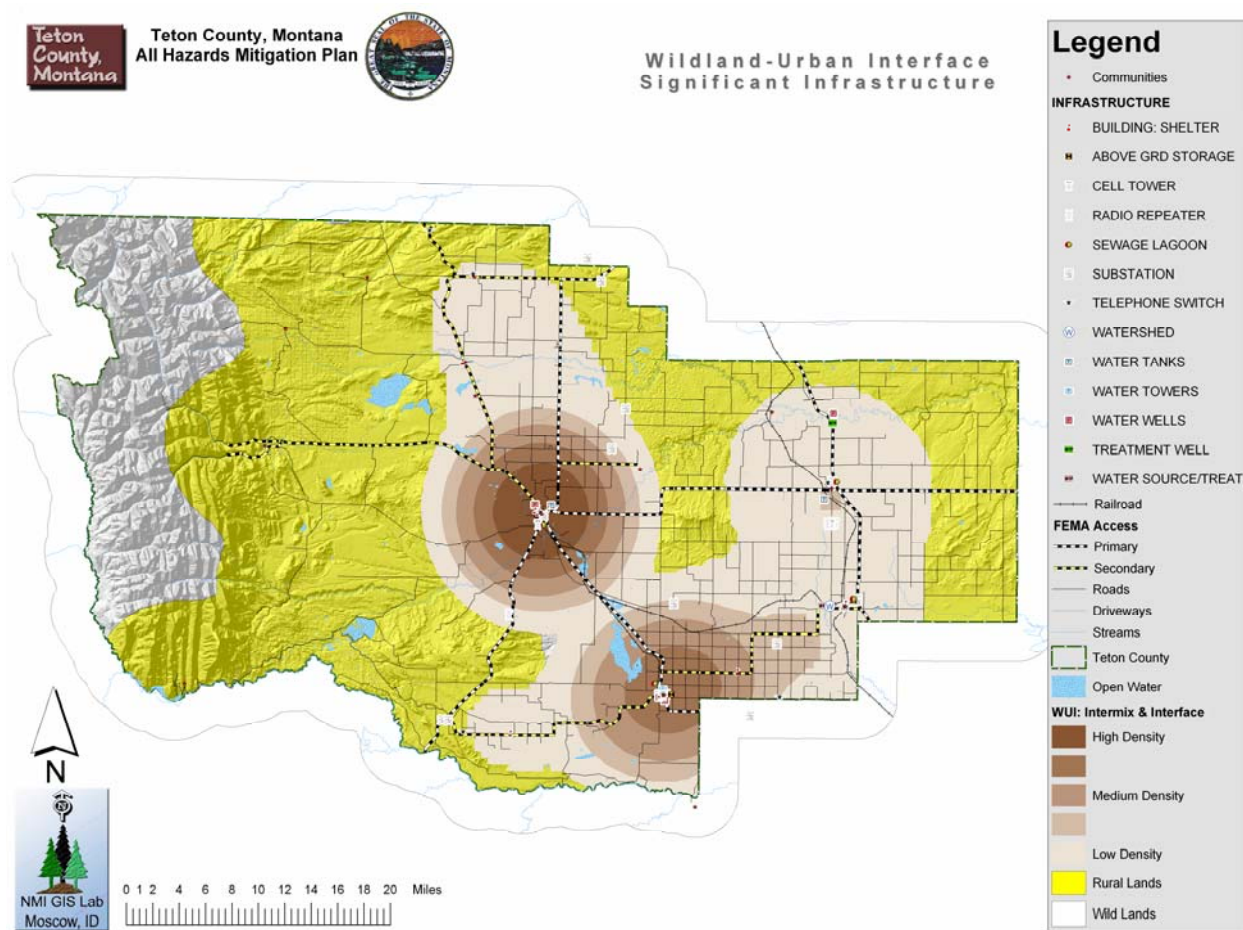 Teton
County,
Montana
Teton County, Montana
All Hazards Mitigation Plan
Wildland-Urban Interface
Significant Infrastructure
Legend
Communities
INFRASTRUCTURE
BUILDING: SHELTER
ABOVE GRD STORAGE
CELL TOWER
RADIO REPEATER
SEWAGE LAGOON
SUBSTATION
TELEPHONE SWITCH
W WATERSHED
WATER TANKS
WATER TOWERS
WATER WELLS
TREATMENT WELL
WATER SOURCE/TREAT
Railroad
FEMA Access
Primary
Secondary
Roads
Driveways
Streams
Teton County
Open Water
WUI: Intermix & Interface
High Density
Medium Density
Low Density
Rural Lands
Wild Lands
W
N
N
NMI GIS Lab
Moscow, ID
0 1 2 4 6 8 10 12 14 16 18 20 Miles